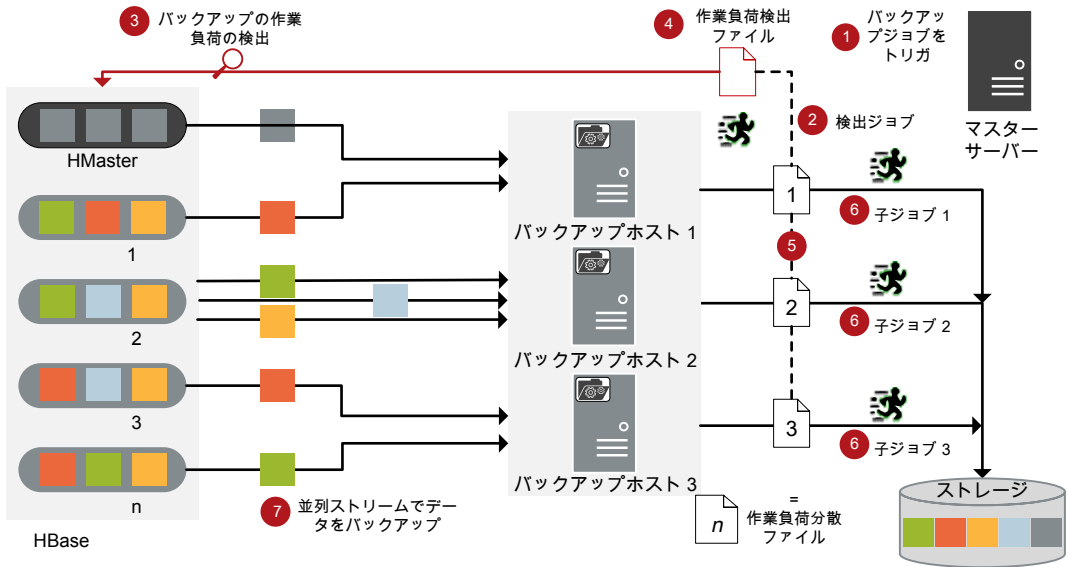 3
バックアップの作業
負荷の検出
4
作業負荷検出
ファイル
1
バックアッ
プジョブを
トリガ
マスター
サーバー
2
検出ジョブ
HMaster
1
2
3
n
HBase
バックアップホスト 1
バックアップホスト 2
バックアップホスト 3
1
5
2
3
6
子ジョブ 1
6
子ジョブ 2
6
子ジョブ 3
7
並列ストリームでデー
タをバックアップ
n
=
作業負荷分散
ファイル
ストレージ